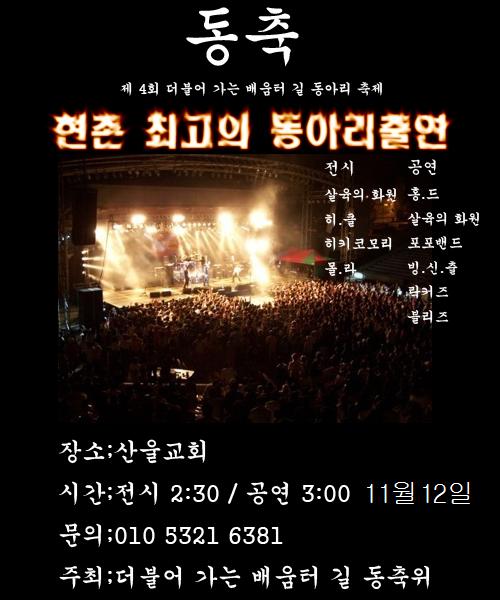 동축
제 4회 더불어 가는 배움터 길 동아리 축제
현존 최고의 동아리출연
전시 공연
살육의 화원 홍.드
히.클 살육의 화원
히키코모리 포포밴드
몰.라 빙.신.츨
락커즈
블리즈
장소;산울교회
시간;전시 2:30 / 공연 3:00 11월12일
문의;010 5321 6381
주최;더불어 가는 배움터 길 동축위